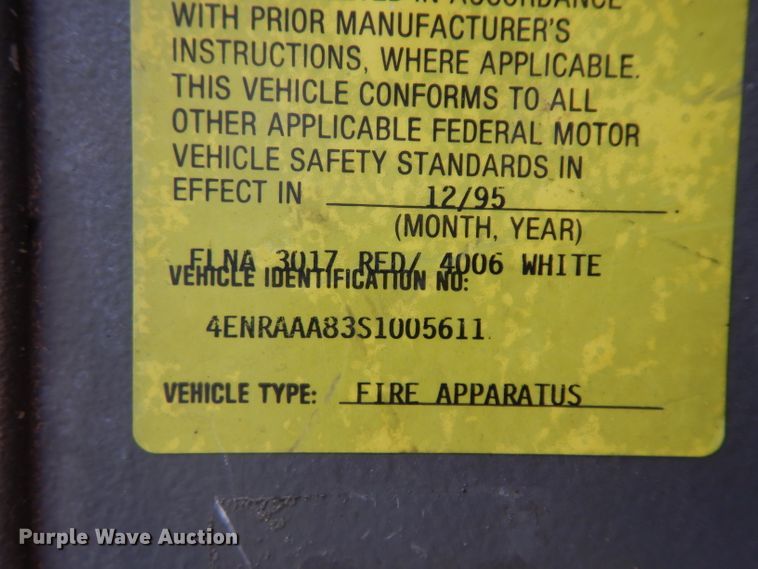 IN ACCORDANCE
WITH PRIOR MANUFACTURER'S
INSTRUCTIONS, WHERE APPLICABLE.
THIS VEHICLE CONFORMS TO ALL
OTHER APPLICABLE FEDERAL MOTOR
VEHICLE SAFETY STANDARDS IN
EFFECT IN 12/95
(MONTH, YEAR)
FLNA 3017 RED/ 4006 WHITE
VEHICLE IDENTIFICATION NO:
4ENRAAA83S1005611
VEHICLE TYPE: FIRE APPARATUS
Purple Wave Auction